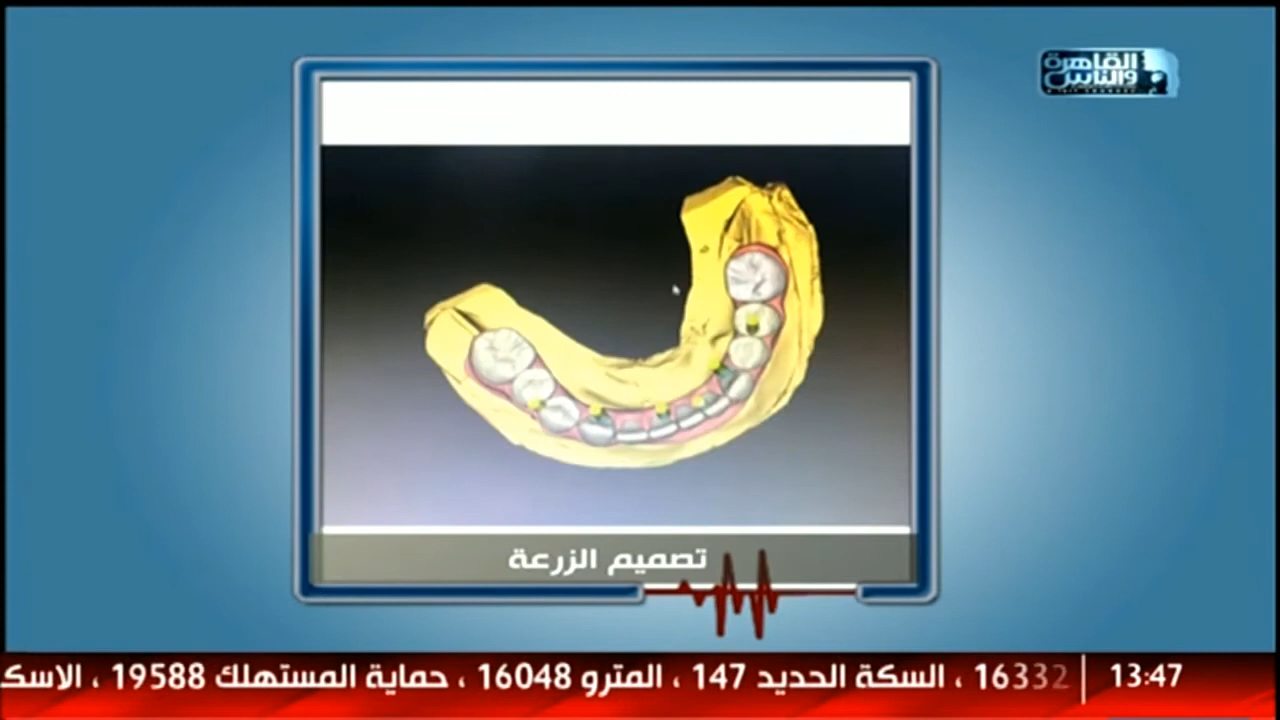 القاهرة
والناس
تصميم الزرعة
16332 ، السكة الحديد 147 ، المترو 16048 ، حماية المستهلك 19588 ، الاسك
13:47